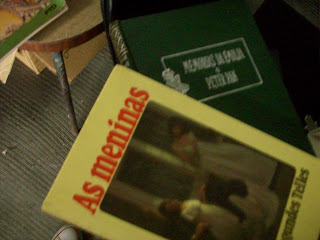 MEMÓRIAS DA EMÍLIA
e
PETER PAN
As meninas
gundes Telles